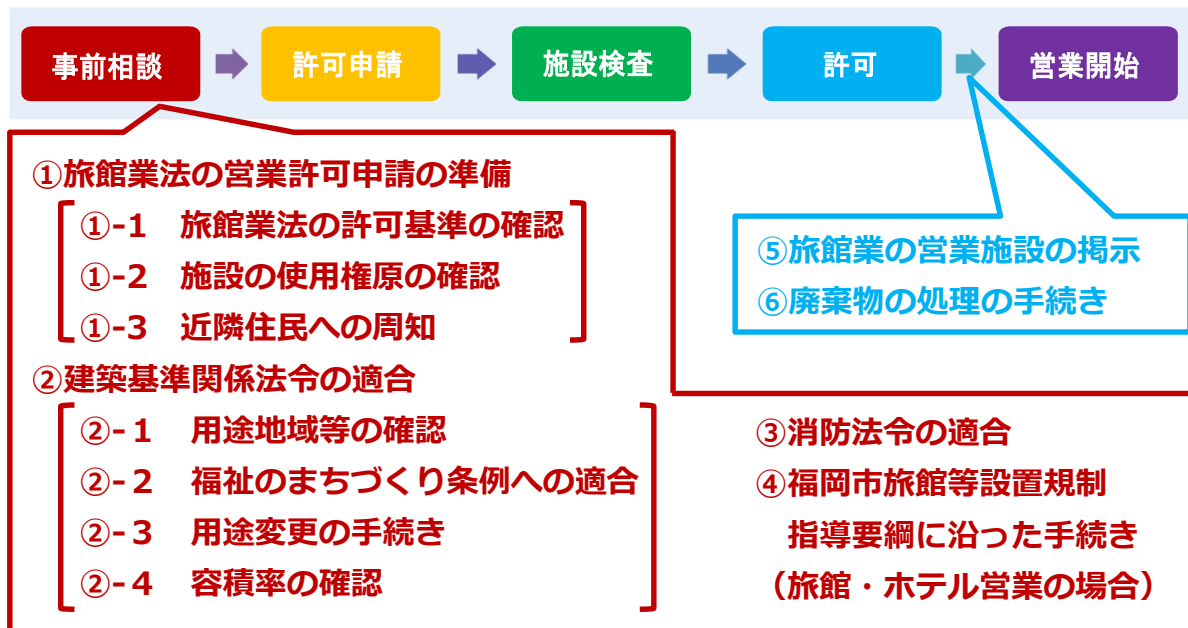 事前相談
許可申請
施設検査
許可
営業開始
①旅館業法の営業許可申請の準備
①-1 旅館業法の許可基準の確認
①-2 施設の使用権原の確認
①-3 近隣住民への周知
②建築基準関係法令の適合
②-１ 用途地域等の確認
②-２ 福祉のまちづくり条例への適合
②-３ 用途変更の手続き
②-４ 容積率の確認
③消防法令の適合
④福岡市旅館等設置規制
指導要綱に沿った手続き
（旅館・ホテル営業の場合）
⑤旅館業の営業施設の掲示
⑥廃棄物の処理の手続き